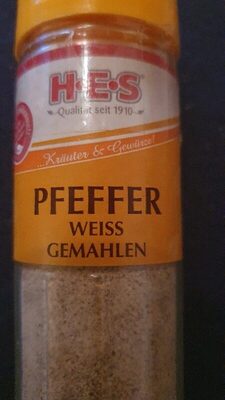 H·E·S
Qualität seit 1910
...Kräuter & Gewürze!
PFEFFER
WEISS
GEMAHLEN